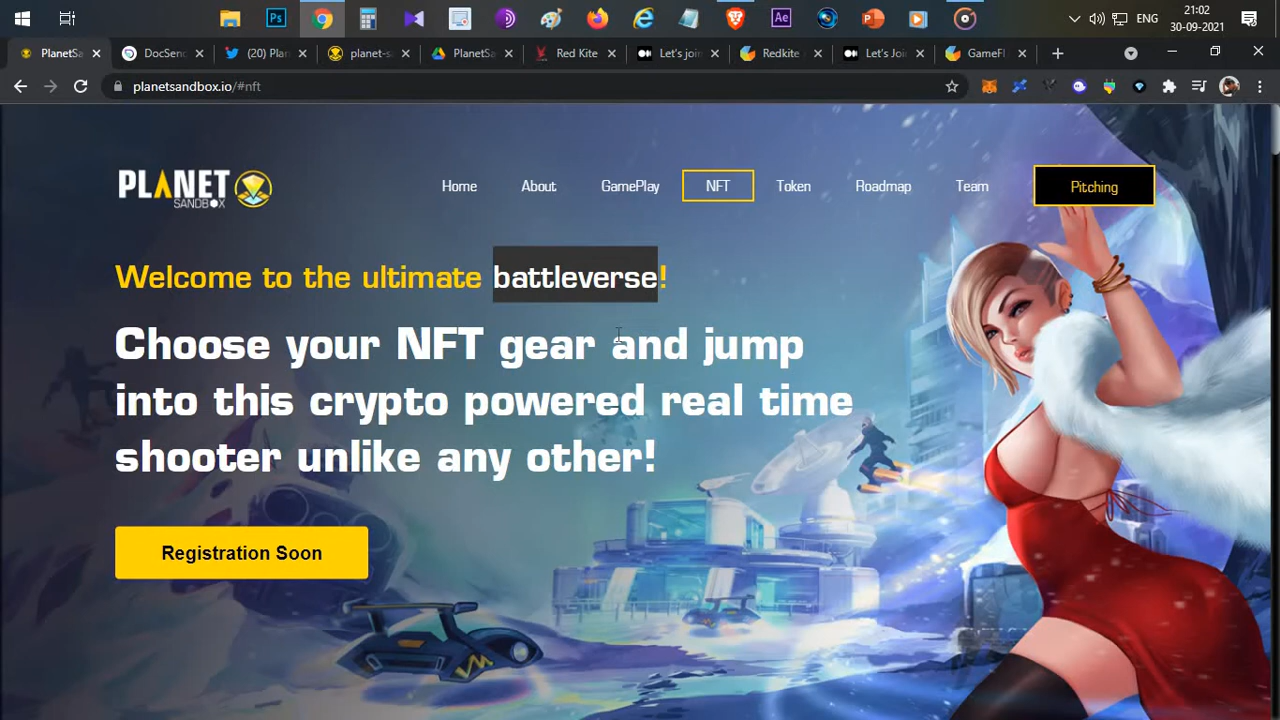 21:02
ENG
30-09-2021
PlanetSa
DocSend
(20) Plan
planet-s
PlanetSa
Red Kite
Let's join
Redkite
Let's Join
GameFi
planetsandbox.io/#nft
PLANET
SANDBOX
Home
About
GamePlay
NFT
Token
Roadmap
Team
Pitching
Welcome to the ultimate battleverse!
Choose your NFT gear and jump
into this crypto powered real time
shooter unlike any other!
Registration Soon